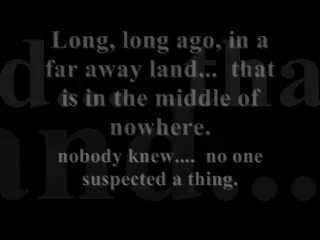 Long, long ago, in a
far away land...  that
is in the middle of
nowhere.
nobody knew....  no one
suspected a thing.